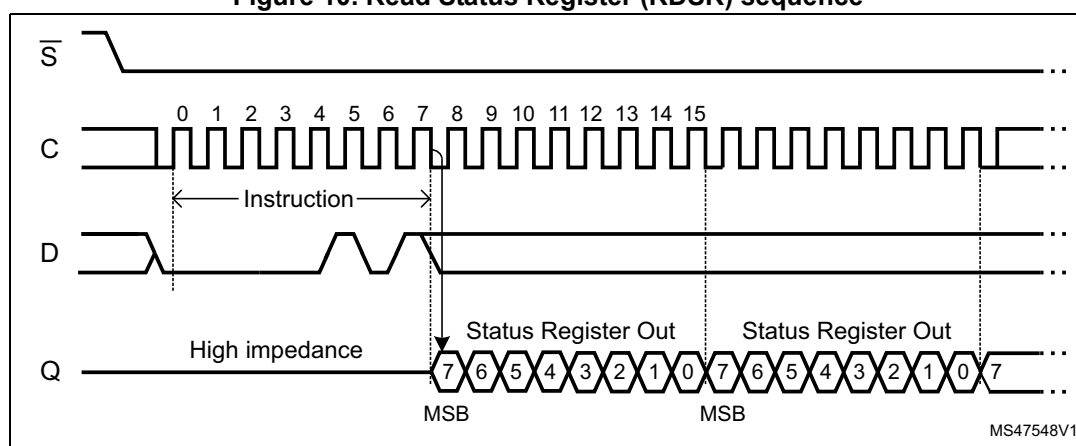 Figure 10. Read Status Register (RDSR) sequence
S
0 1 2 3 4 5 6 7 8 9 10 11 12 13 14 15
C
Instruction
D
Status Register Out Status Register Out
High impedance
Q
7 6 5 4 3 2 1 0 7 6 5 4 3 2 1 0 7
MSB MSB
MS47548V1